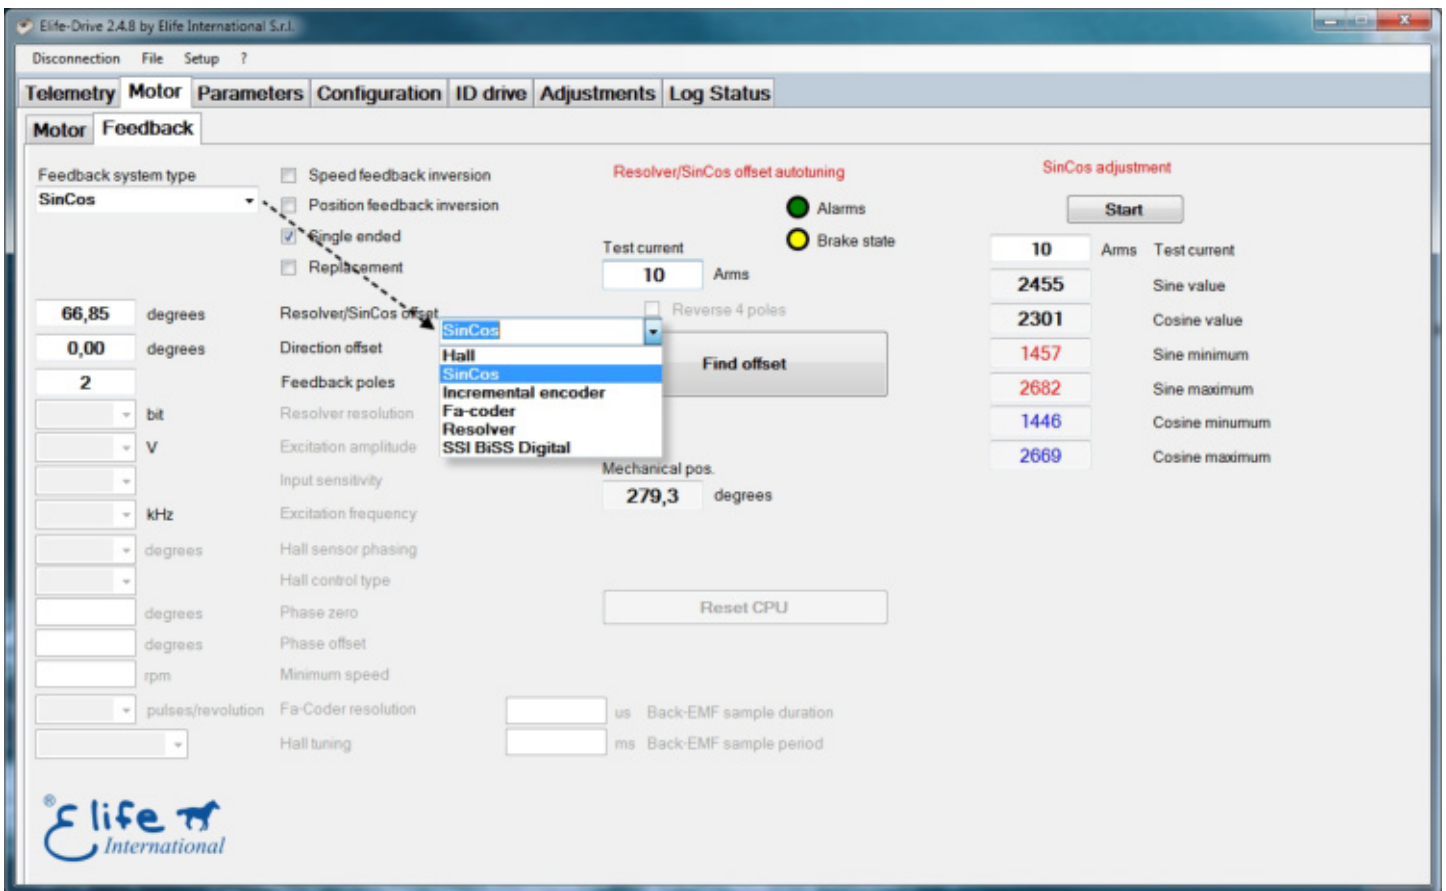 Elife-Drive 2.4.8 by Elife International S.r.l.
Disconnection File Setup ?
Telemetry Motor Parameters Configuration ID drive Adjustments Log Status
Motor Feedback
Feedback system type
SinCos
Speed feedback inversion
Position feedback inversion
Single ended
Replacement
66,85 degrees Resolver/SinCos offset
0,00 degrees Direction offset
2 Feedback poles
bit Resolver resolution
V Excitation amplitude
Input sensitivity
kHz Excitation frequency
degrees Hall sensor phasing
Hall control type
degrees Phase zero
degrees Phase offset
rpm Minimum speed
pulses/revolution Fa-Coder resolution
Hall tuning
SinCos
Hall
SinCos
Incremental encoder
Fa-coder
Resolver
SSI BiSS Digital
Resolver/SinCos offset autotuning
Alarms
Brake state
Test current
10 Arms
Reverse 4 poles
Find offset
Mechanical pos.
279,3 degrees
Reset CPU
us Back-EMF sample duration
ms Back-EMF sample period
SinCos adjustment
Start
10 Arms Test current
2455 Sine value
2301 Cosine value
1457 Sine minimum
2682 Sine maximum
1446 Cosine minumum
2669 Cosine maximum
® Elife
International